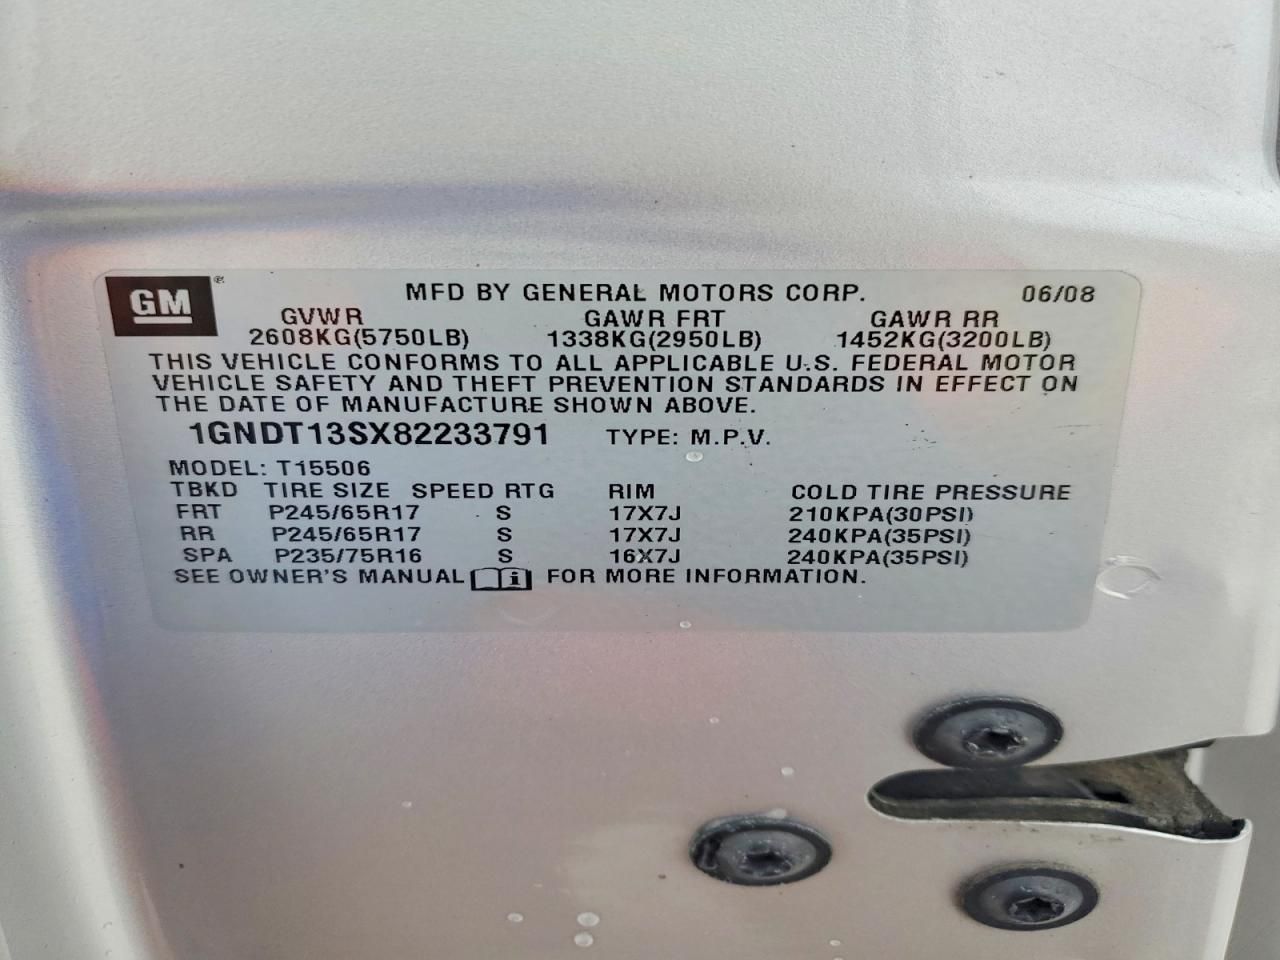 GM ®
MFD BY GENERAL MOTORS CORP. 06/08
GVWR GAWR FRT GAWR RR
2608KG(5750LB) 1338KG(2950LB) 1452KG(3200LB)
THIS VEHICLE CONFORMS TO ALL APPLICABLE U.S. FEDERAL MOTOR
VEHICLE SAFETY AND THEFT PREVENTION STANDARDS IN EFFECT ON
THE DATE OF MANUFACTURE SHOWN ABOVE.
1GNDT13SX82233791 TYPE: M.P.V.
MODEL: T15506
TBKD TIRE SIZE SPEED RTG RIM COLD TIRE PRESSURE
FRT P245/65R17 S 17X7J 210KPA(30PSI)
RR P245/65R17 S 17X7J 240KPA(35PSI)
SPA P235/75R16 S 16X7J 240KPA(35PSI)
SEE OWNER'S MANUAL i FOR MORE INFORMATION.